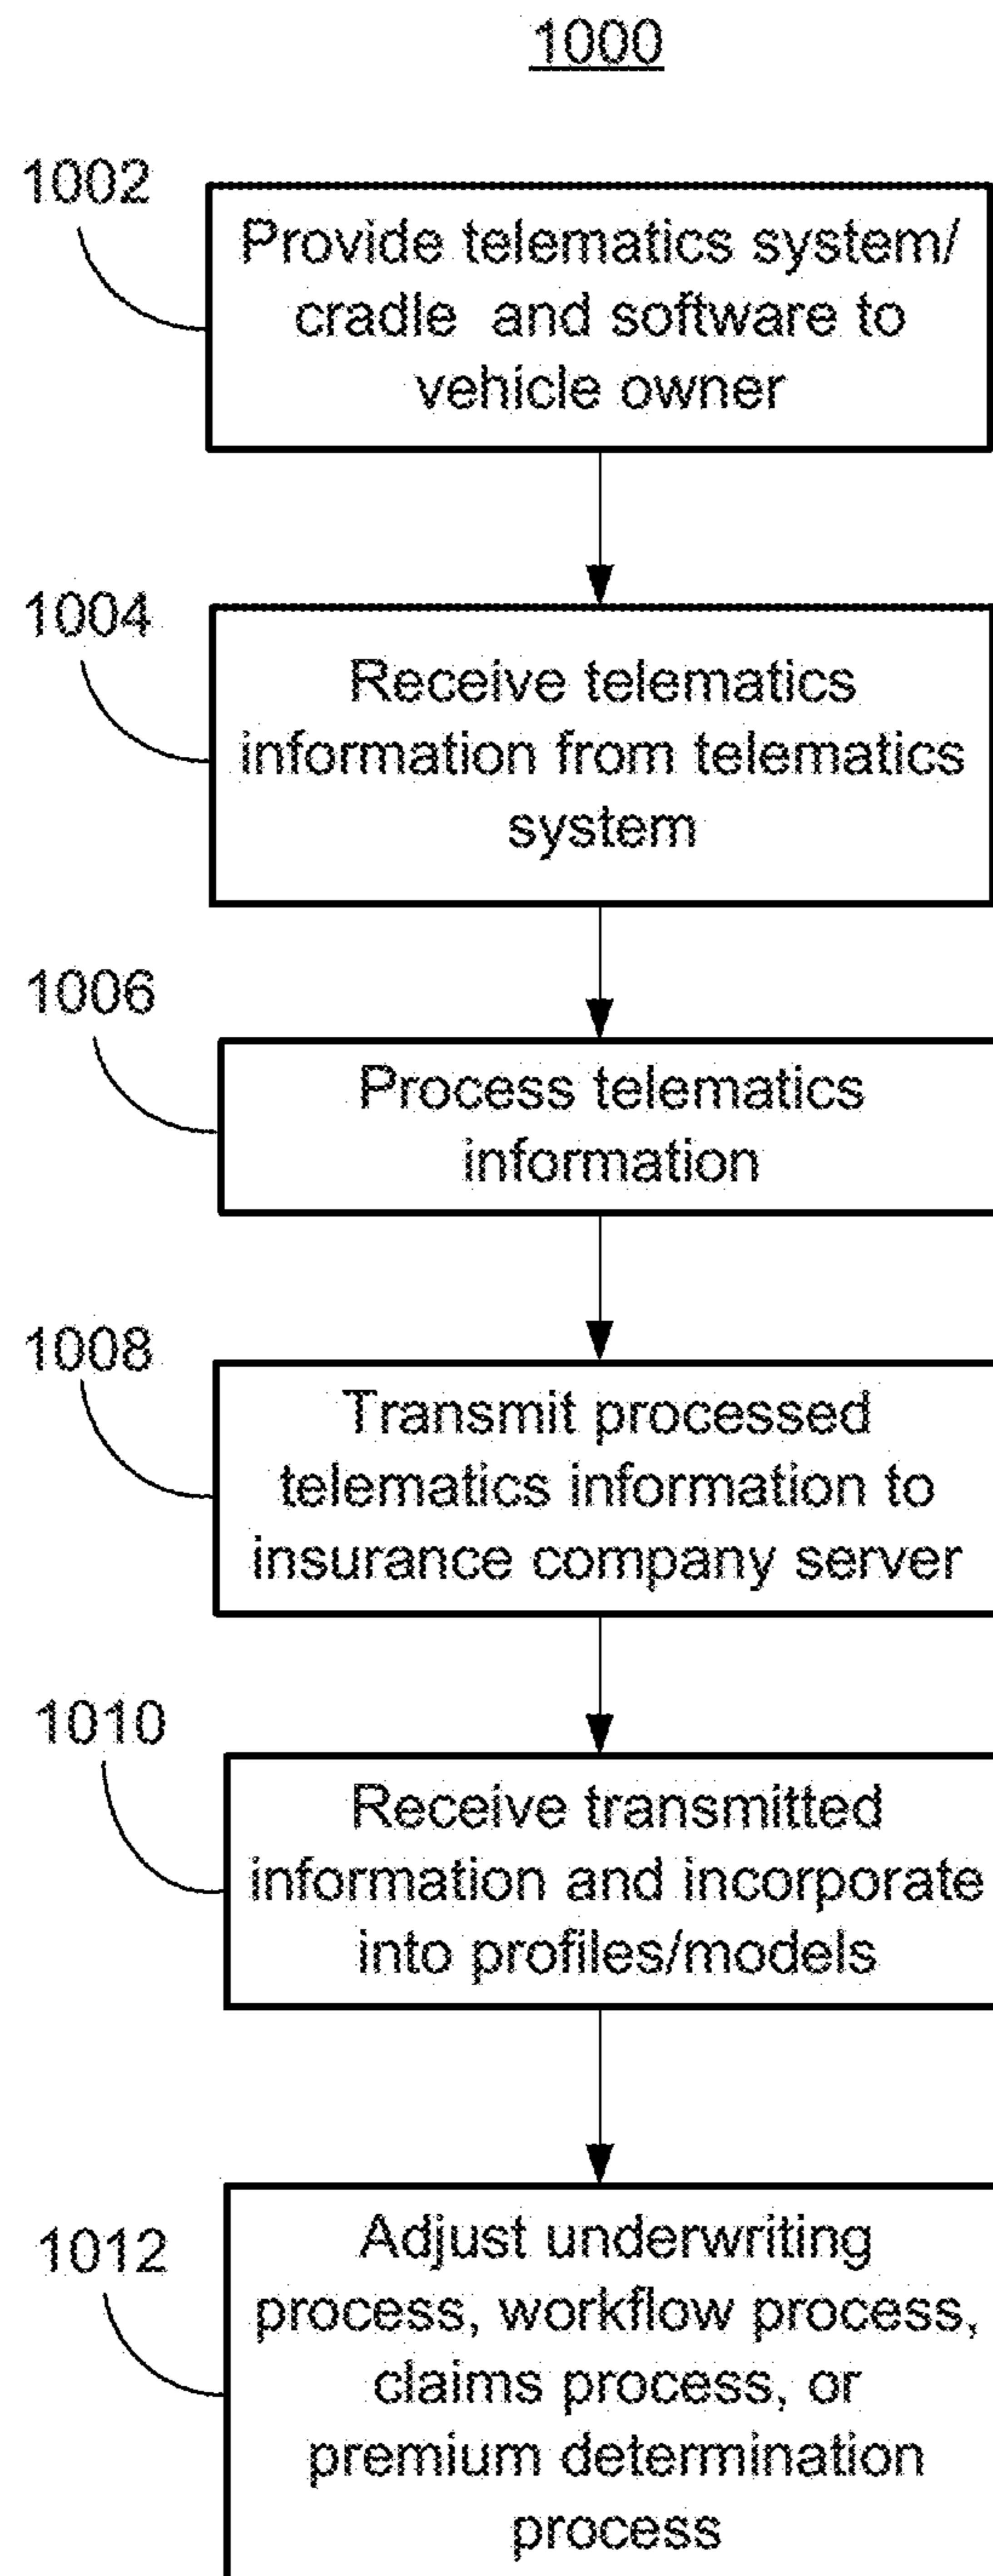 1000
1002
Provide telematics system/
cradle and software to
vehicle owner
1004
Receive telematics
information from telematics
system
1006
Process telematics
information
1008
Transmit processed
telematics information to
insurance company server
1010
Receive transmitted
information and incorporate
into profiles/models
1012
Adjust underwriting
process, workflow process,
claims process, or
premium determination
process